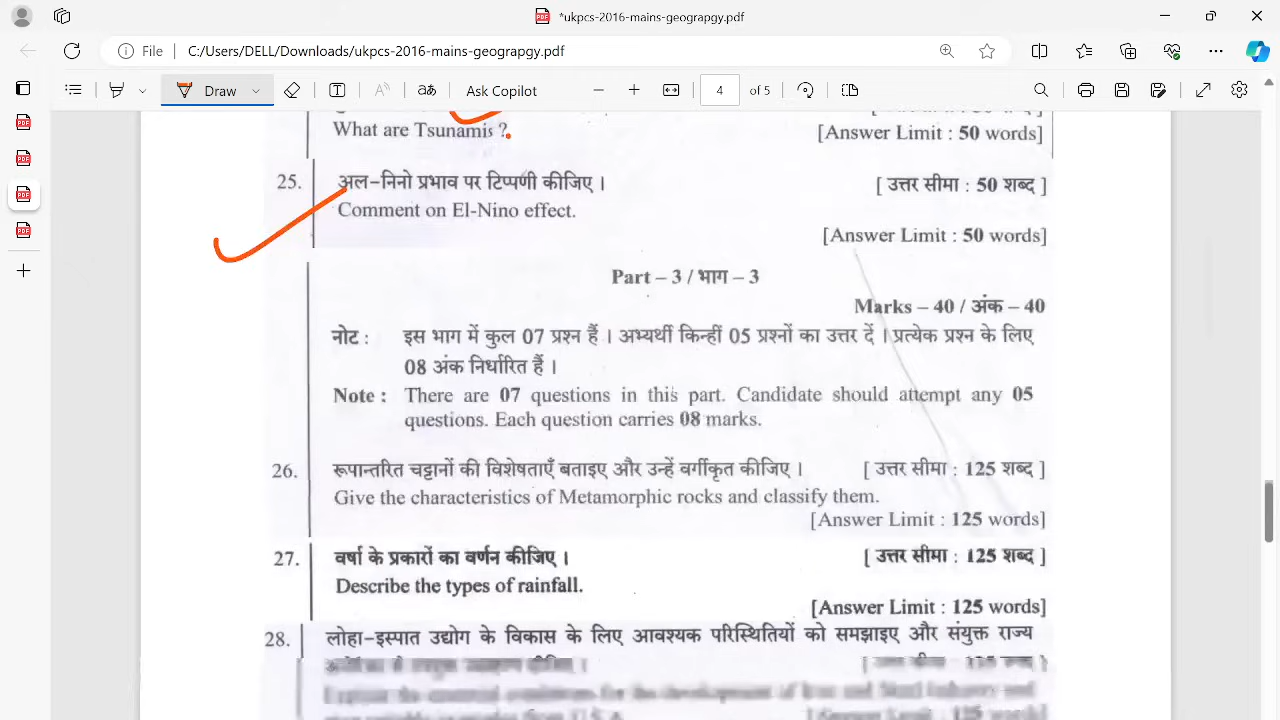 *ukpcs-2016-mains-geograpgy.pdf
File
C:/Users/DELL/Downloads/ukpcs-2016-mains-geograpgy.pdf
Draw
aあ
Ask Copilot
4
of 5
What are Tsunamis ?
[Answer Limit : 50 words]
25. अल-निनो प्रभाव पर टिप्पणी कीजिए । [ उत्तर सीमा : 50 शब्द ]
Comment on El-Nino effect.
[Answer Limit : 50 words]
Part – 3 / भाग – 3
Marks – 40 / अंक – 40
नोट : इस भाग में कुल 07 प्रश्न हैं । अभ्यर्थी किन्हीं 05 प्रश्नों का उत्तर दें । प्रत्येक प्रश्न के लिए
08 अंक निर्धारित हैं ।
Note : There are 07 questions in this part. Candidate should attempt any 05
questions. Each question carries 08 marks.
26. रूपान्तरित चट्टानों की विशेषताएँ बताइए और उन्हें वर्गीकृत कीजिए । [ उत्तर सीमा : 125 शब्द ]
Give the characteristics of Metamorphic rocks and classify them.
[Answer Limit : 125 words]
27. वर्षा के प्रकारों का वर्णन कीजिए । [ उत्तर सीमा : 125 शब्द ]
Describe the types of rainfall.
[Answer Limit : 125 words]
28. लोहा-इस्पात उद्योग के विकास के लिए आवश्यक परिस्थितियों को समझाइए और संयुक्त राज्य